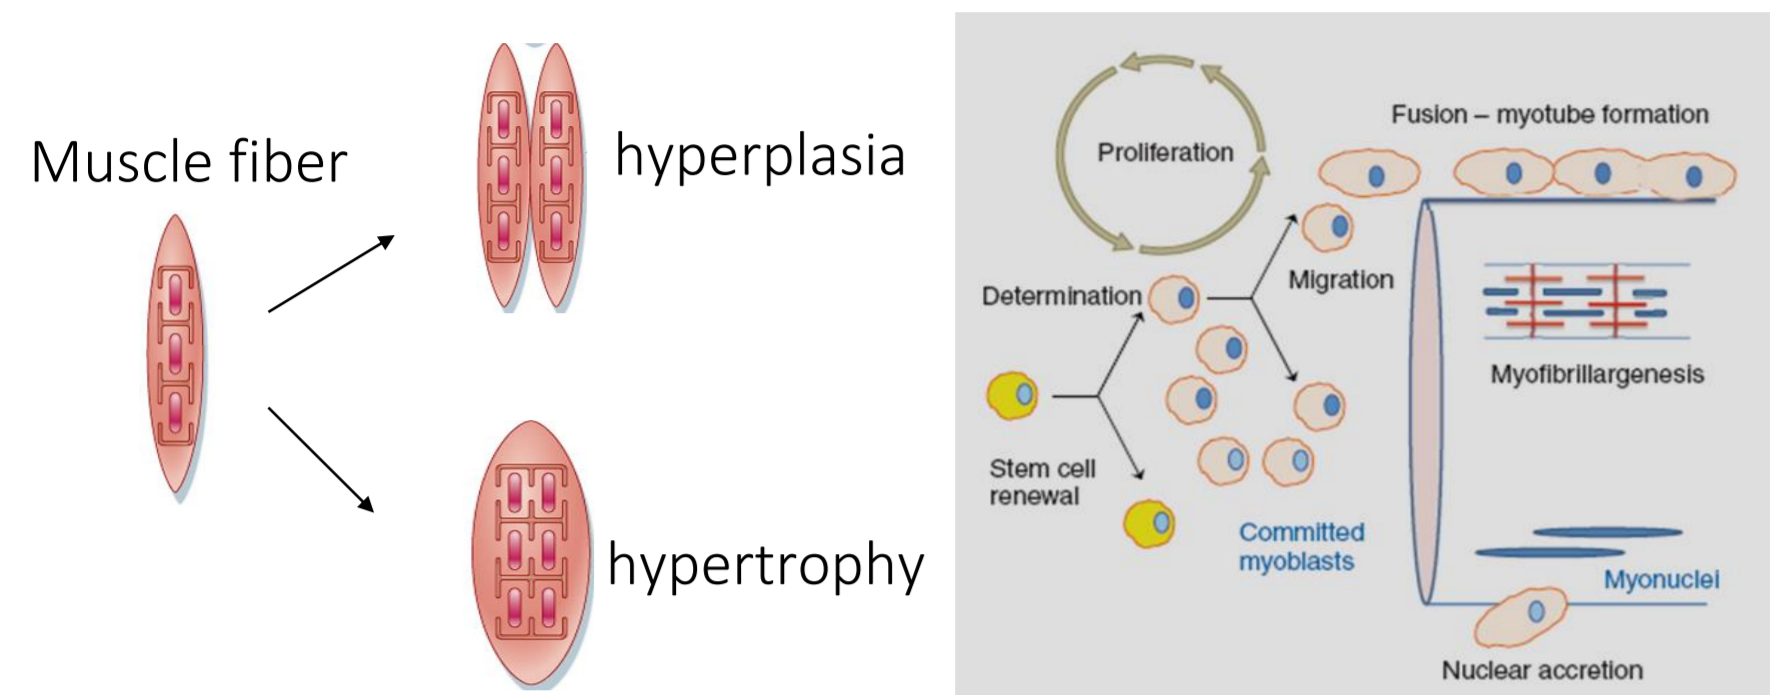 Muscle fiber
hyperplasia
hypertrophy
Proliferation
Fusion – myotube formation
Determination
Migration
Myofibrillargenesis
Stem cell
renewal
Committed
myoblasts
Myonuclei
Nuclear accretion